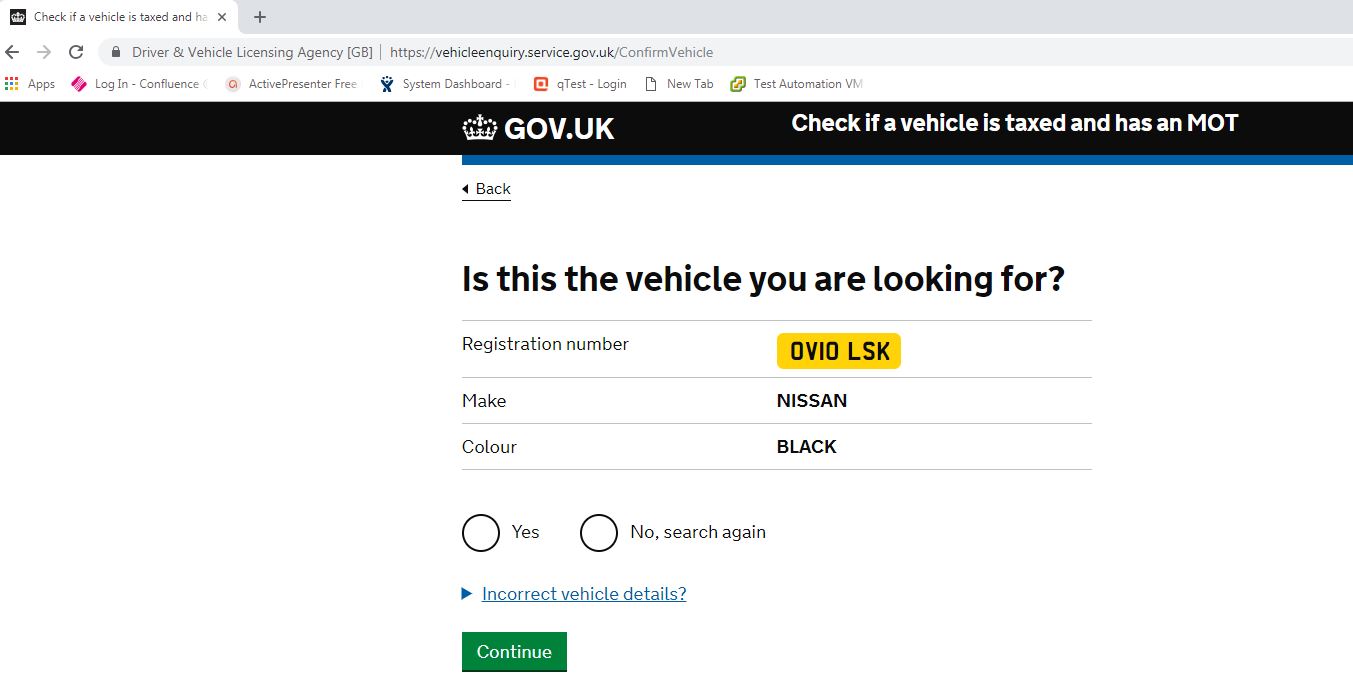 Check if a vehicle is taxed and ha
Driver & Vehicle Licensing Agency [GB] | https://vehicleenquiry.service.gov.uk/ConfirmVehicle
Apps Log In - Confluence ActivePresenter Free System Dashboard - qTest - Login New Tab Test Automation VM
GOV.UK Check if a vehicle is taxed and has an MOT
Back
Is this the vehicle you are looking for?
Registration number OV10 LSK
Make NISSAN
Colour BLACK
Yes No, search again
Incorrect vehicle details?
Continue